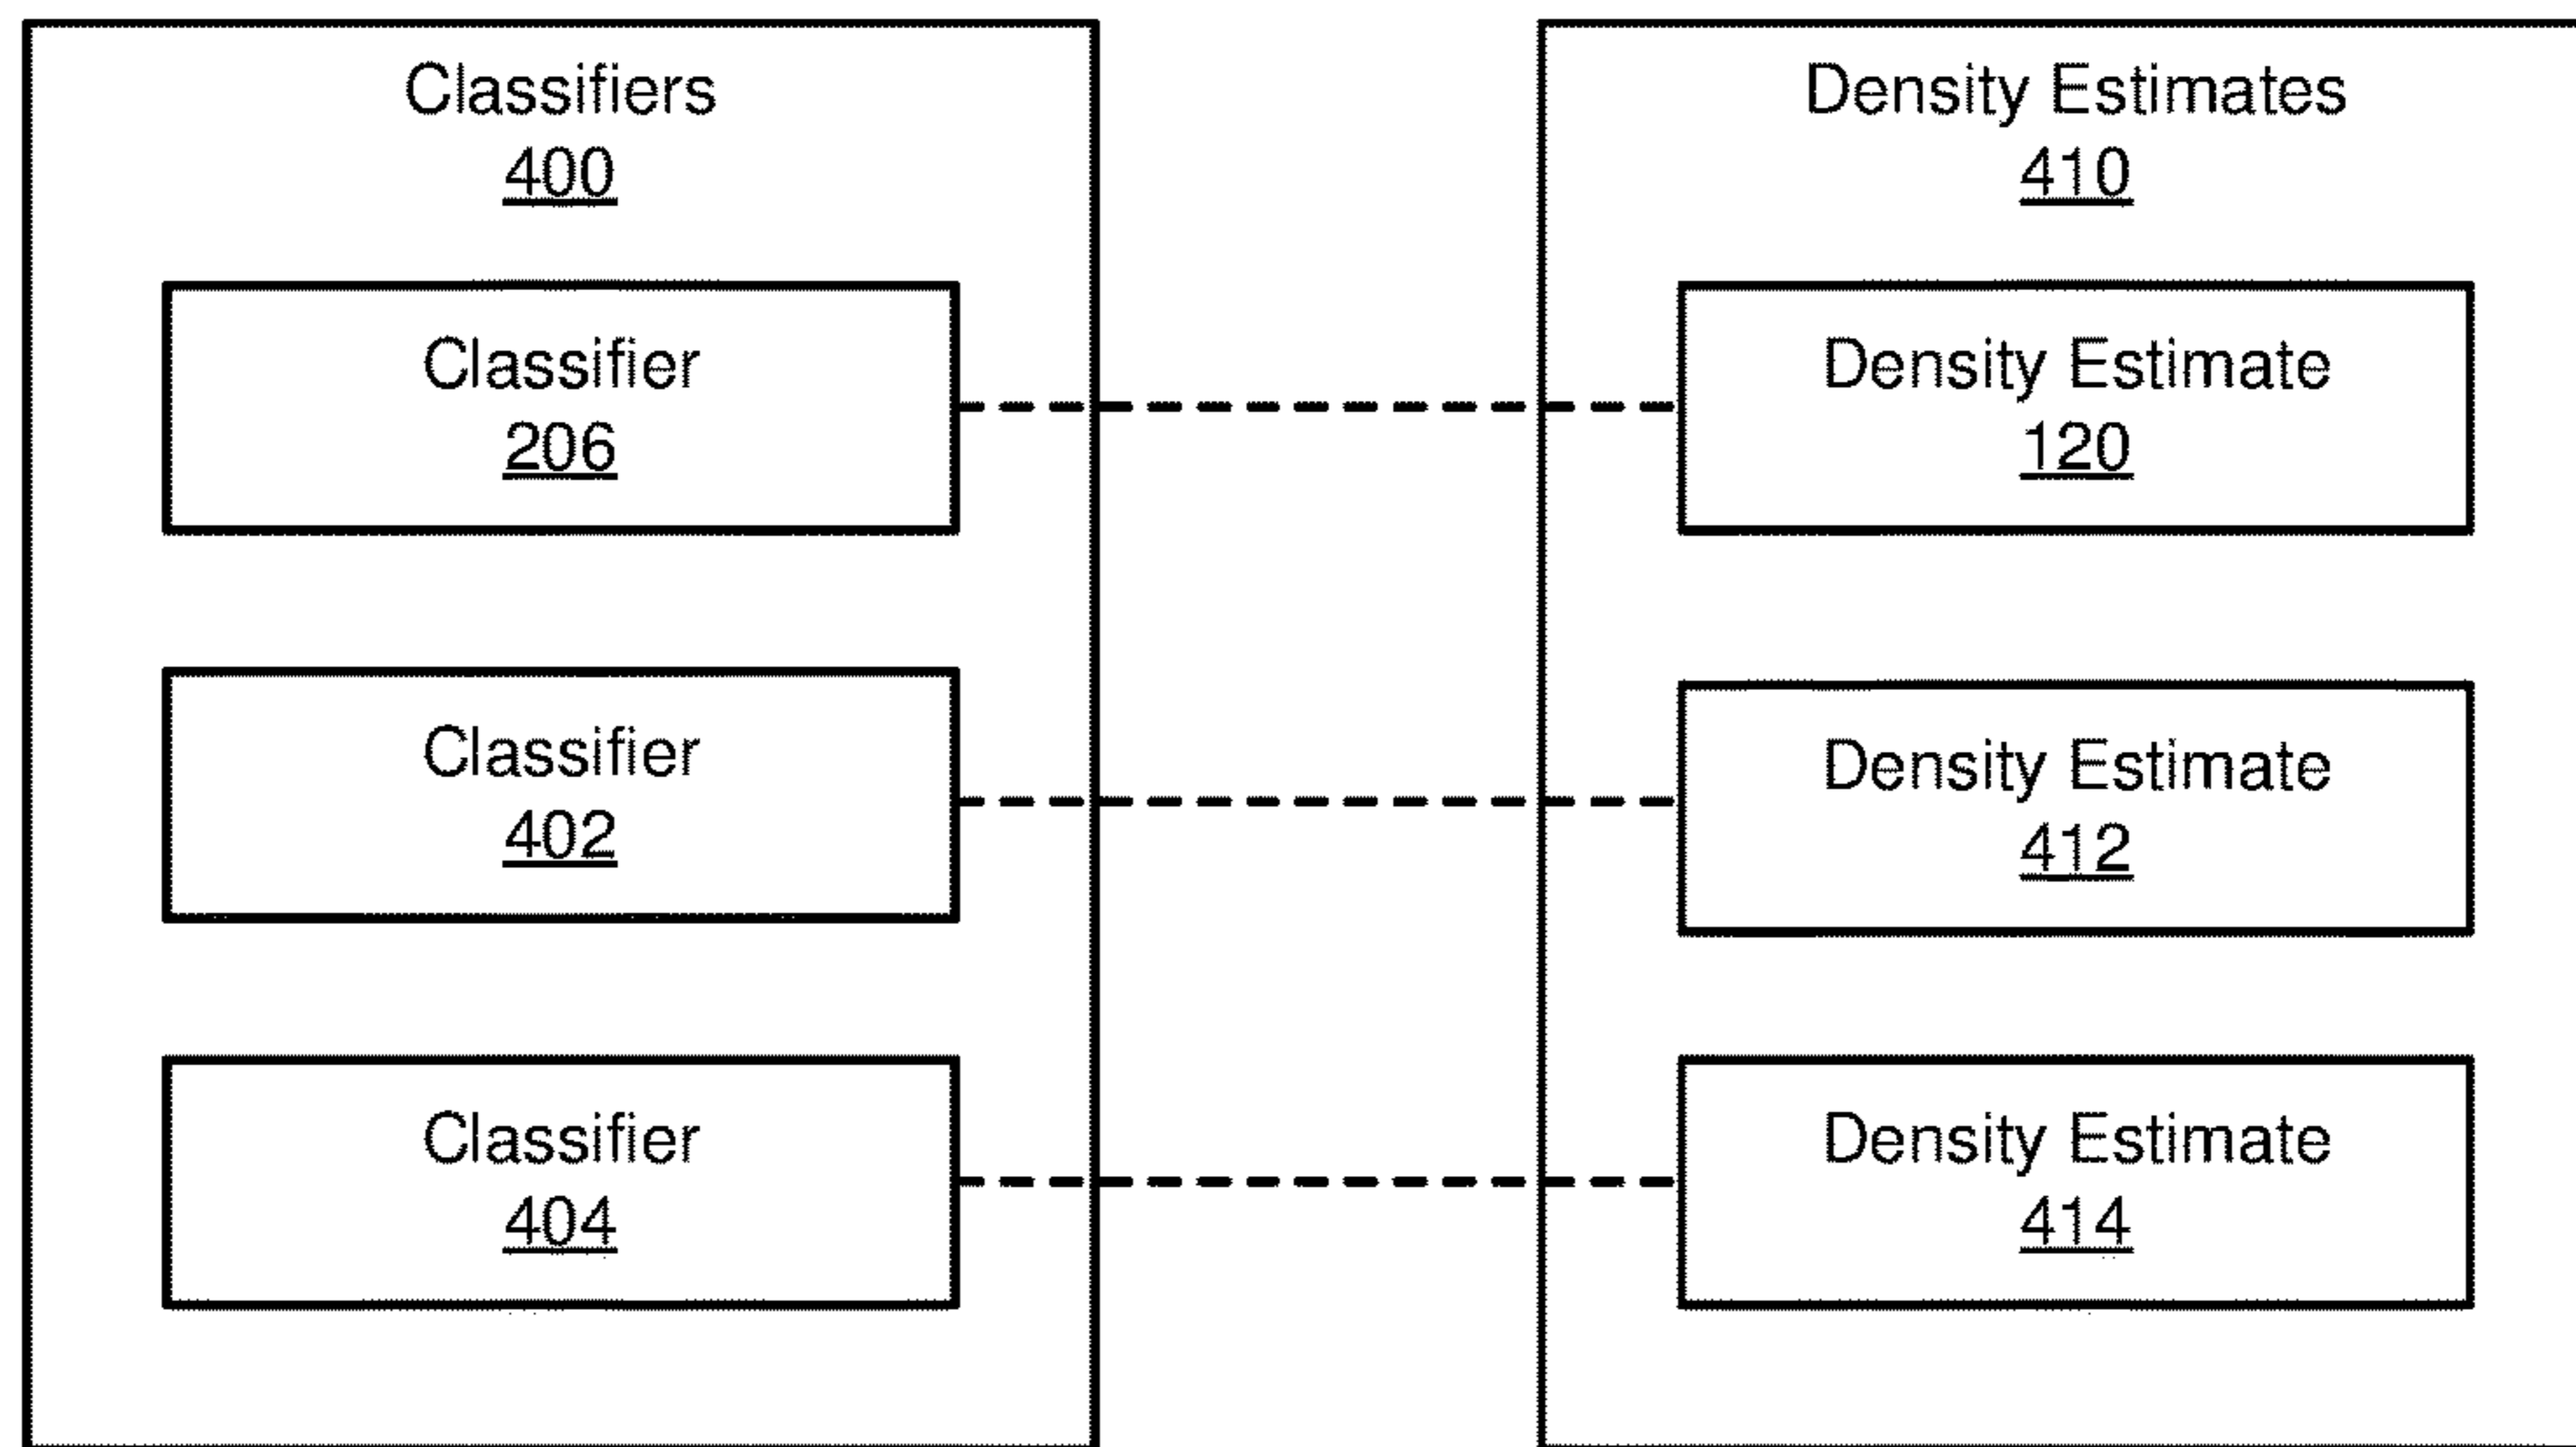 Classifiers
400
Classifier
206
Classifier
402
Classifier
404
Density Estimates
410
Density Estimate
120
Density Estimate
412
Density Estimate
414